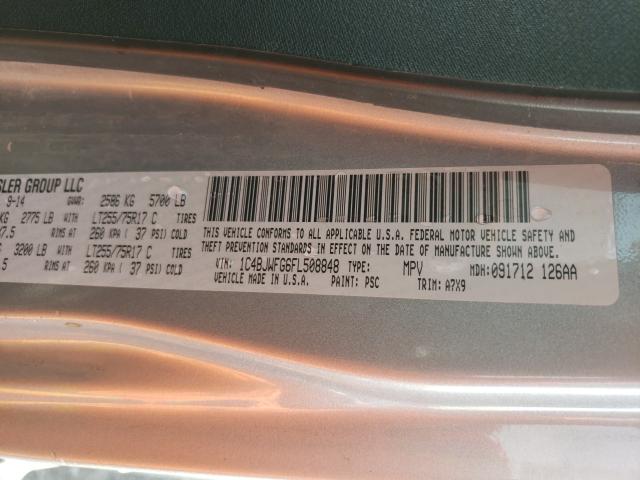 SLER GROUP LLC
9-14 GVWR: 2586 KG 5700 LB
KG 2775 LB WITH LT255/75R17 C TIRES
X7.5 RIMS AT 260 KPA ( 37 PSI) COLD
3200 LB WITH LT255/75R17 C TIRES
.5 RIMS AT 260 KPA ( 37 PSI) COLD
THIS VEHICLE CONFORMS TO ALL APPLICABLE U.S.A. FEDERAL MOTOR VEHICLE SAFETY AND
THEFT PREVENTION STANDARDS IN EFFECT ON THE DATE OF MANUFACTURE SHOWN ABOVE.
VIN: 1C4BJWFG6FL508848 TYPE: MPV MDH: 091712 126AA
VEHICLE MADE IN U.S.A. PAINT: PSC TRIM: A7X9